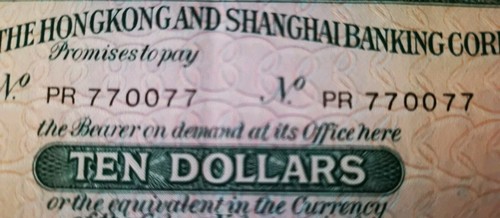 THE HONGKONG AND SHANGHAI BANKING COR
Promises to pay
Nº PR 770077 Nº PR 770077
the Bearer on demand at its Office here
TEN DOLLARS
or the equivalent in the Currency